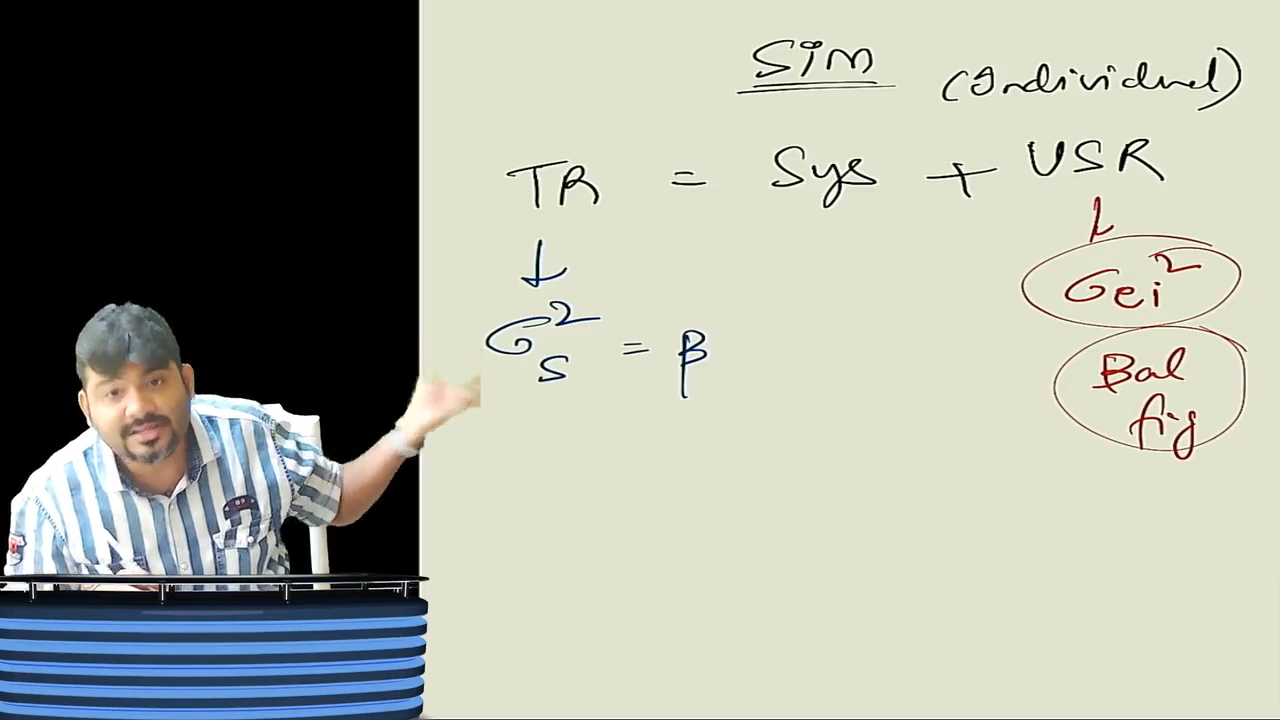 SIM (Individual)
TR = Sys + USR
↓ ↓
σ²s = β σei²
Bal
fig